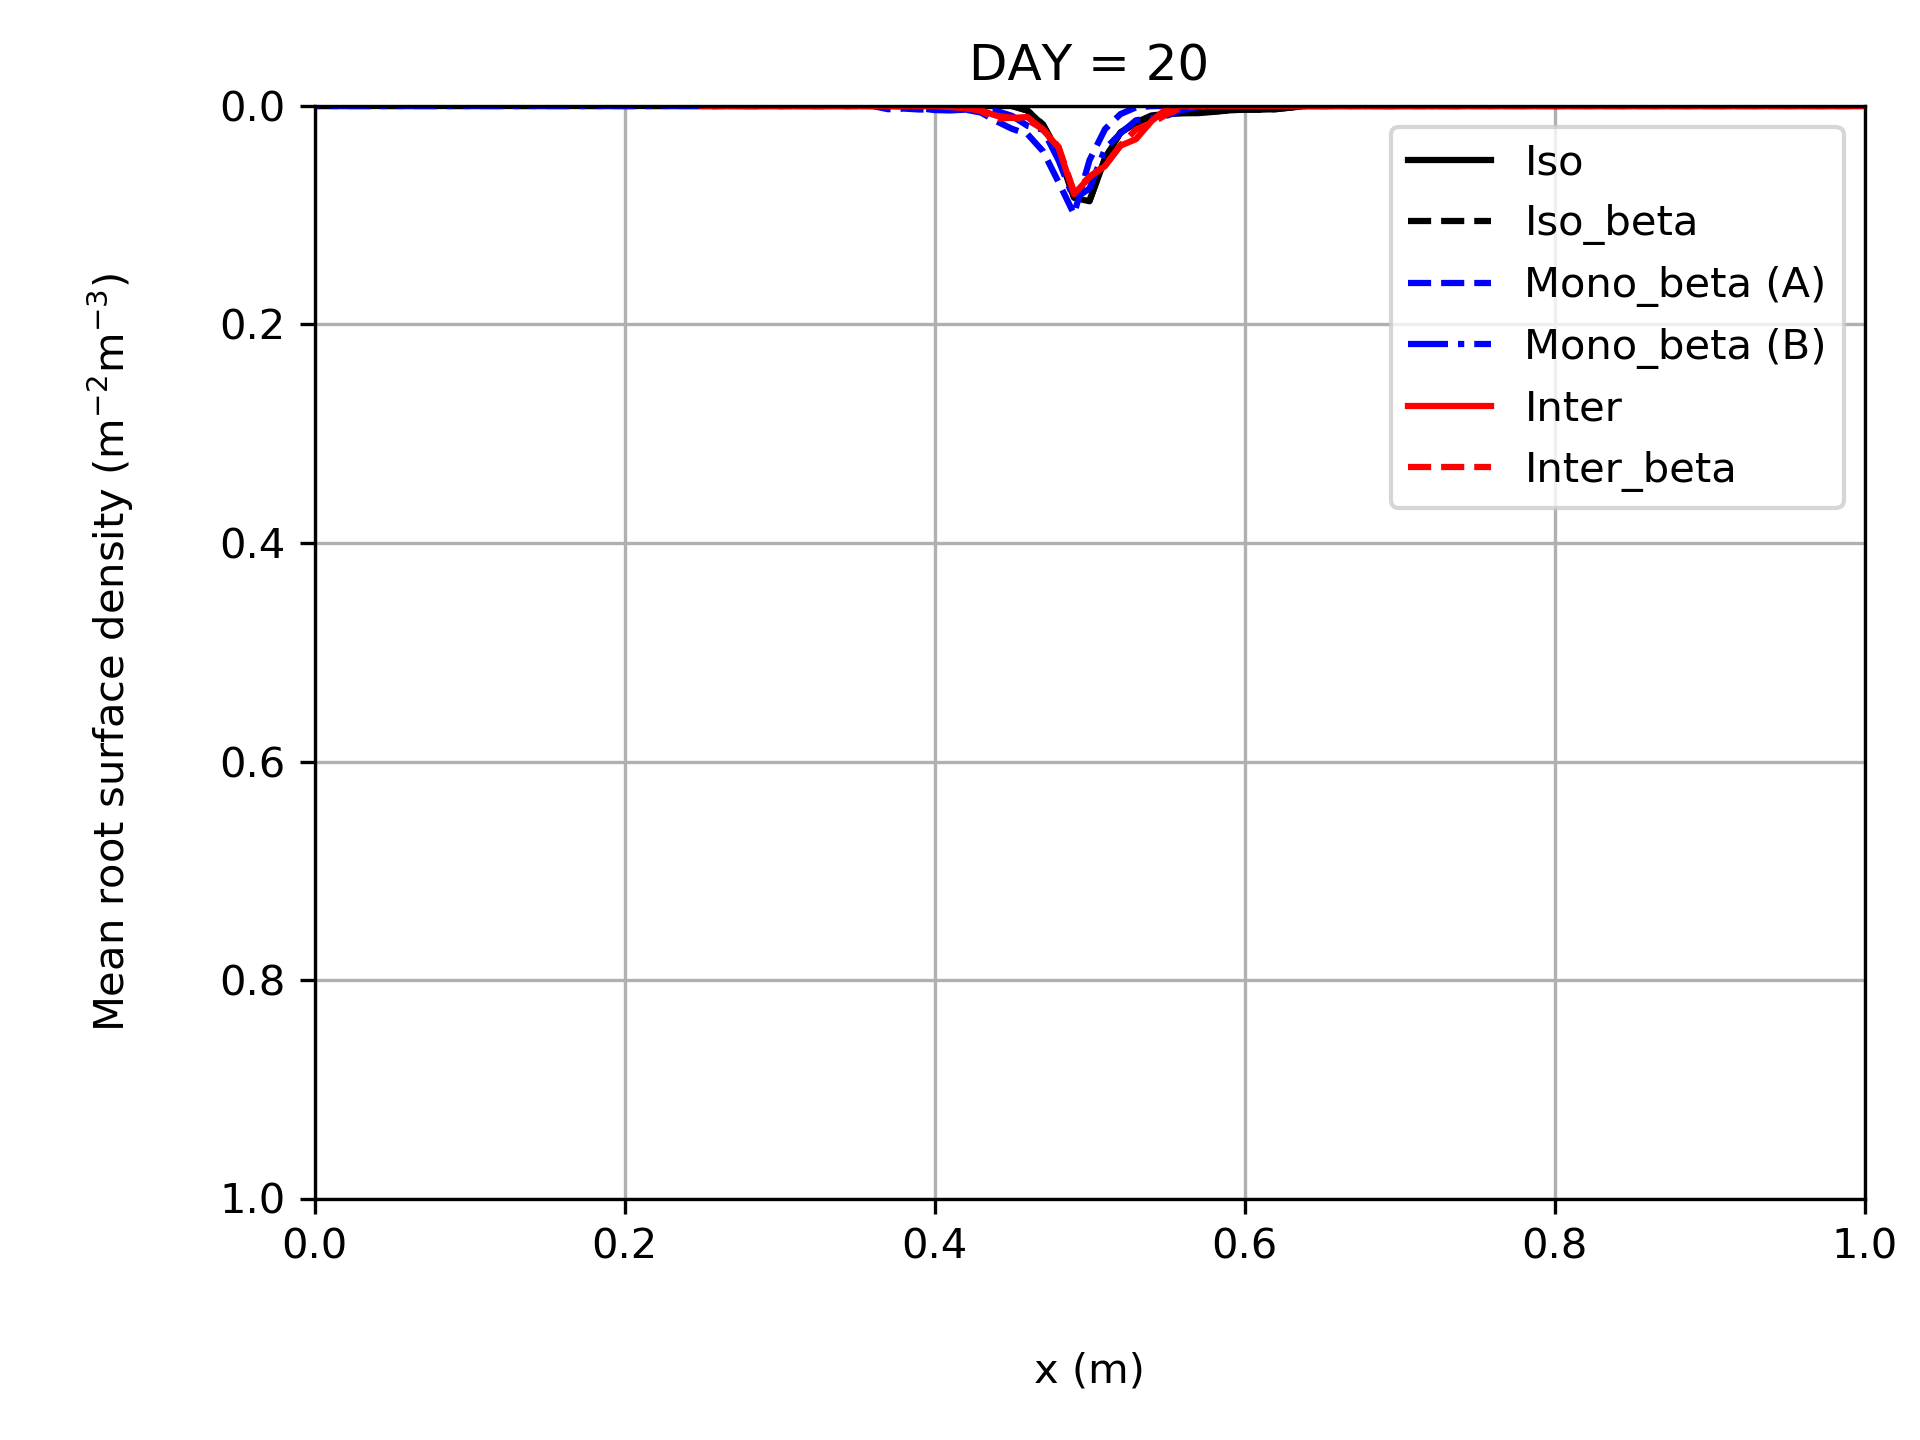 DAY = 20
0.0
0.2
0.4
0.6
0.8
1.0
Mean root surface density (m⁻²m⁻³)
Iso
Iso_beta
Mono_beta (A)
Mono_beta (B)
Inter
Inter_beta
0.0 0.2 0.4 0.6 0.8 1.0
x (m)